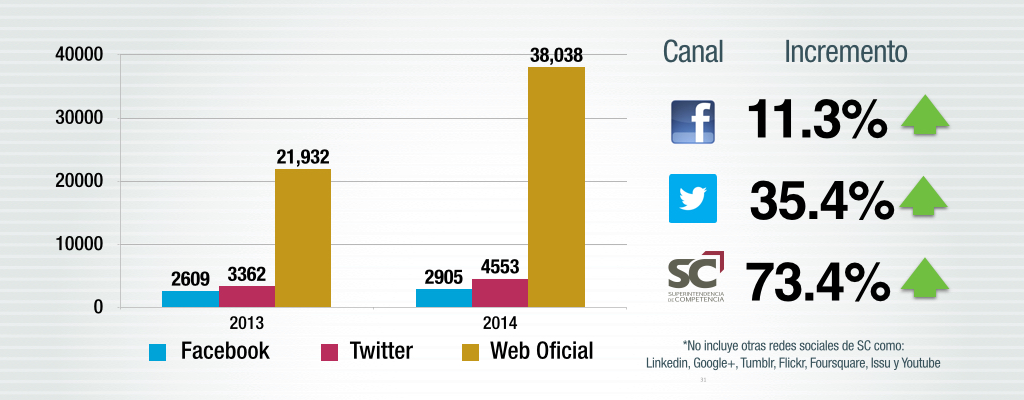 40000
30000
20000
10000
0
2609
3362
21,932
2905
4553
38,038
2013
2014
Facebook
Twitter
Web Oficial
Canal
Incremento
f
11.3%
35.4%
SC
SUPERINTENDENCIA
DE COMPETENCIA
73.4%
*No incluye otras redes sociales de SC como:
Linkedin, Google+, Tumblr, Flickr, Foursquare, Issu y Youtube